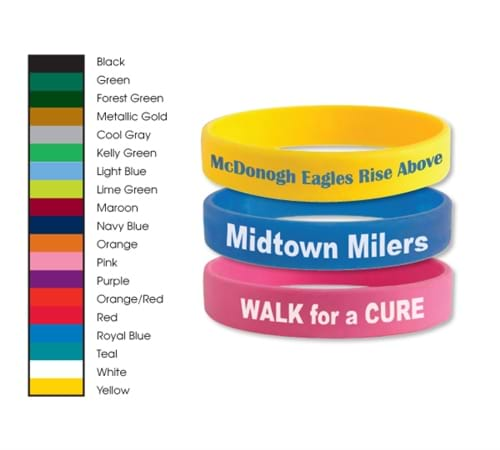 Black
Green
Forest Green
Metallic Gold
Cool Gray
Kelly Green
Light Blue
Lime Green
Maroon
Navy Blue
Orange
Pink
Purple
Orange/Red
Red
Royal Blue
Teal
White
Yellow
McDonogh Eagles Rise Above
Midtown Milers
WALK for a CURE